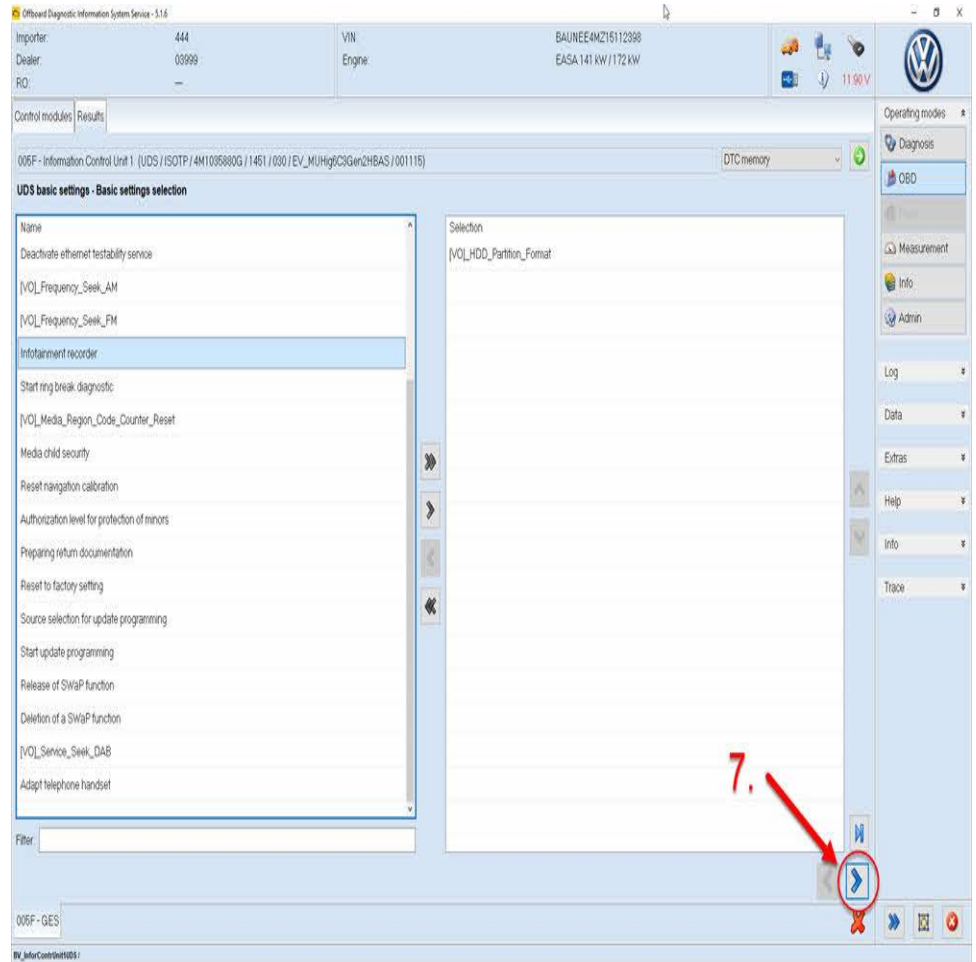 Offboard Diagnostic Information System Service - 5.1.6
Importer: 444 VIN: BAUNEE4MZ15112398
Dealer: 03999 Engine: EASA 141 kW / 172 kW
RO: —
11.90 V
Control modules Results
005F - Information Control Unit 1 (UDS / ISOTP / 4M1035880G / 1451 / 030 / EV_MUHig6C3Gen2HBAS / 001115)
DTC memory
UDS basic settings - Basic settings selection
Name
Deactivate ethernet testability service
[VO]_Frequency_Seek_AM
[VO]_Frequency_Seek_FM
Infotainment recorder
Start ring break diagnostic
[VO]_Media_Region_Code_Counter_Reset
Media child security
Reset navigation calibration
Authorization level for protection of minors
Preparing return documentation
Reset to factory setting
Source selection for update programming
Start update programming
Release of SWaP function
Deletion of a SWaP function
[VO]_Service_Seek_DAB
Adapt telephone handset
Filter:
Selection
[VO]_HDD_Partition_Format
7.
Operating modes
Diagnosis
OBD
Measurement
Info
Admin
Log
Data
Extras
Help
Info
Trace
005F - GES
BV_InforContrUnit1UDS /